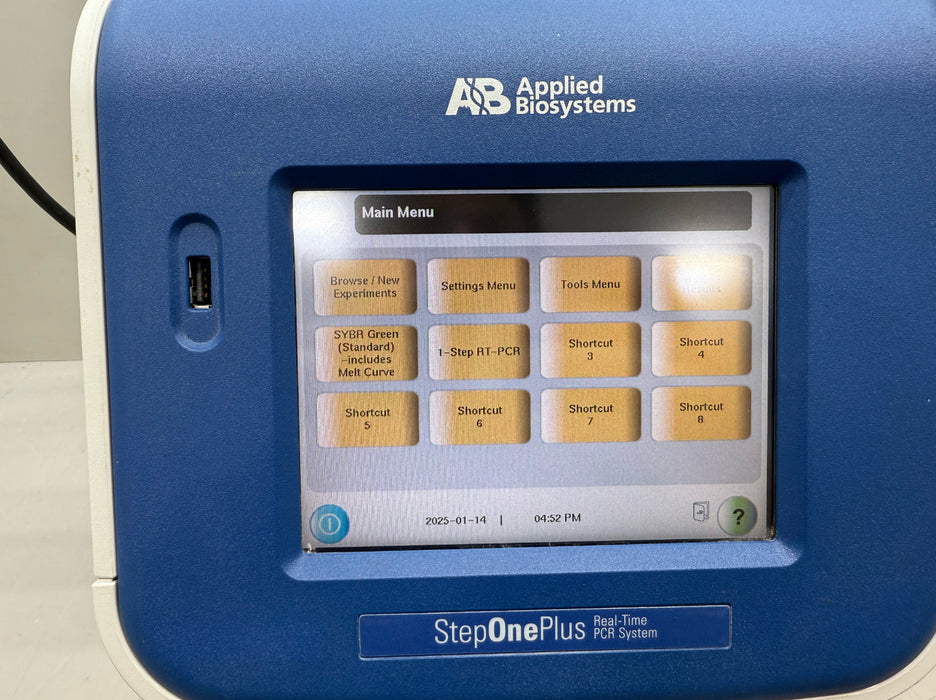 AB Applied
Biosystems
Main Menu
Browse / New
Experiments
Settings Menu
Tools Menu
Results
SYBR Green
(Standard)
-includes
Melt Curve
1-Step RT-PCR
Shortcut
3
Shortcut
4
Shortcut
5
Shortcut
6
Shortcut
7
Shortcut
8
2025-01-14 | 04:52 PM
?
StepOnePlus Real-Time
PCR System